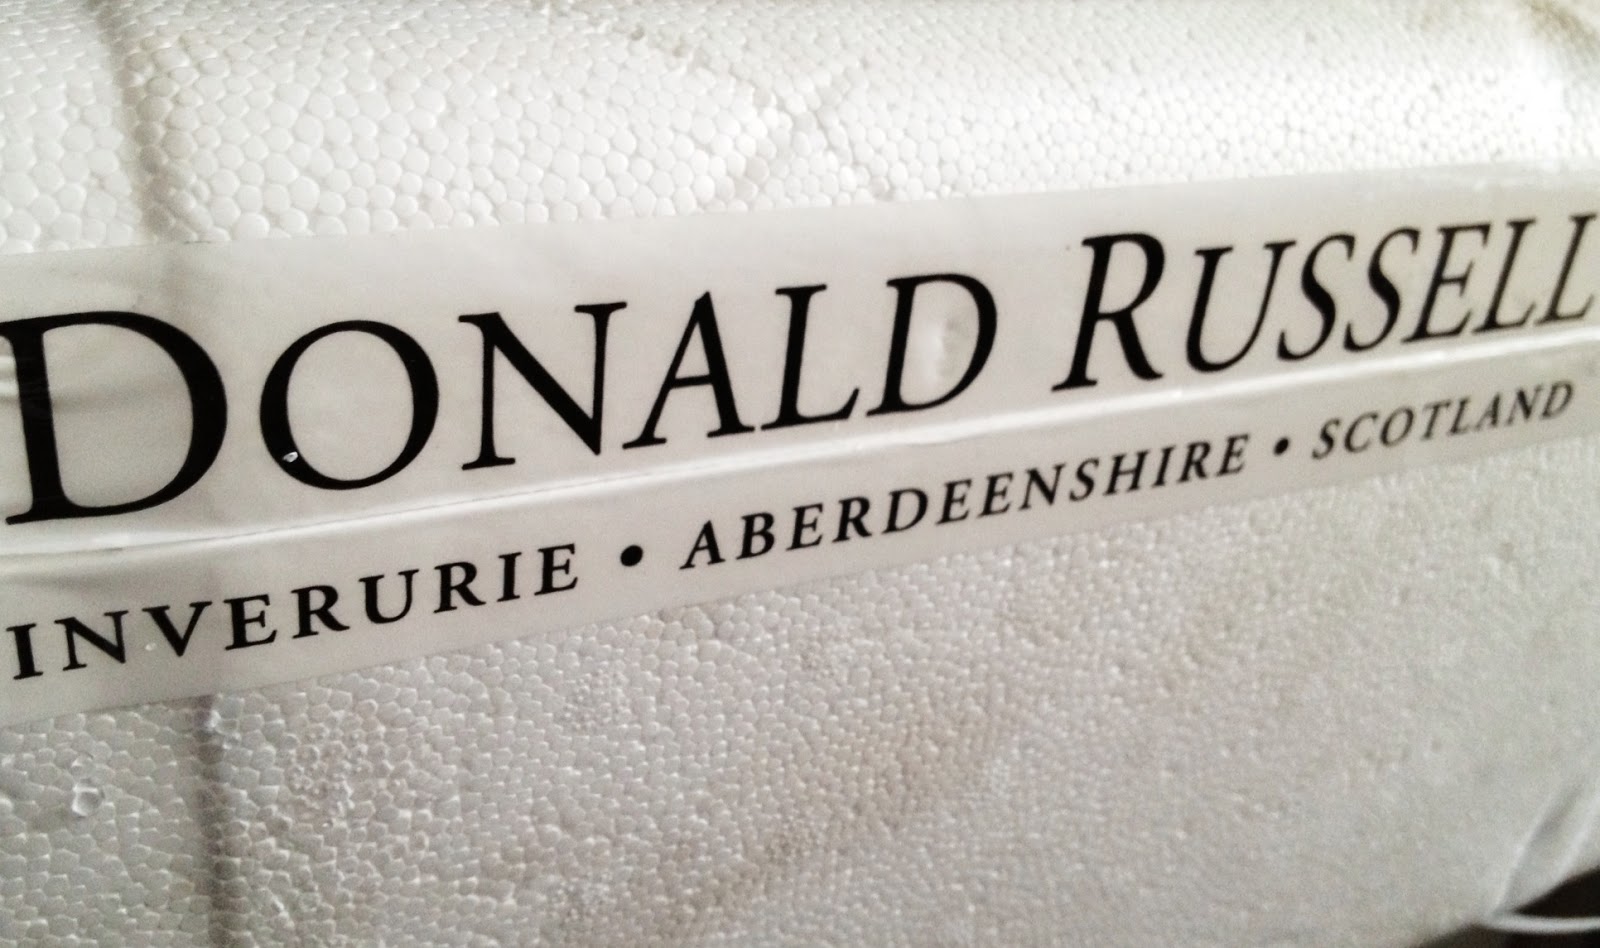 DONALD RUSSELL
INVERURIE • ABERDEENSHIRE • SCOTLAND